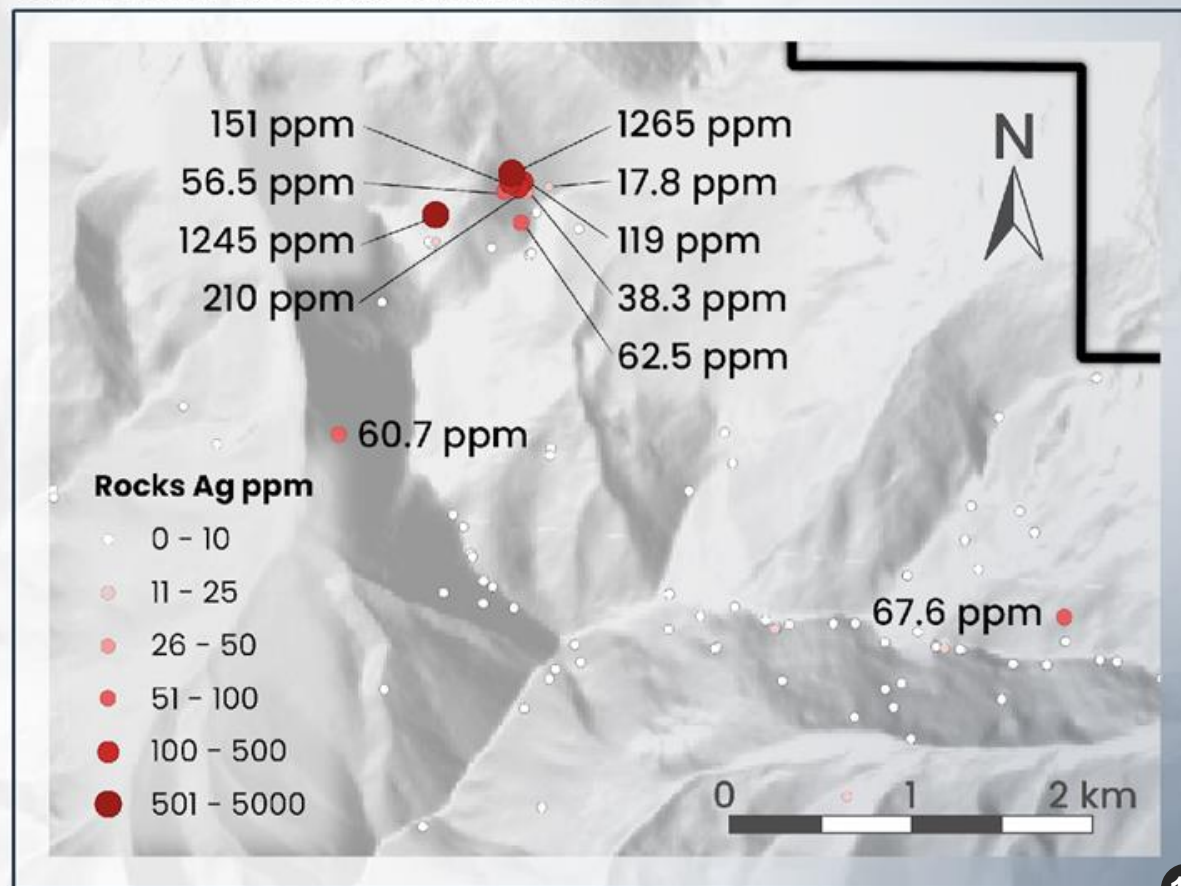 151 ppm
56.5 ppm
1245 ppm
210 ppm
1265 ppm
17.8 ppm
119 ppm
38.3 ppm
62.5 ppm
N
60.7 ppm
67.6 ppm
Rocks Ag ppm
0 - 10
11 - 25
26 - 50
51 - 100
100 - 500
501 - 5000
0 1 2 km